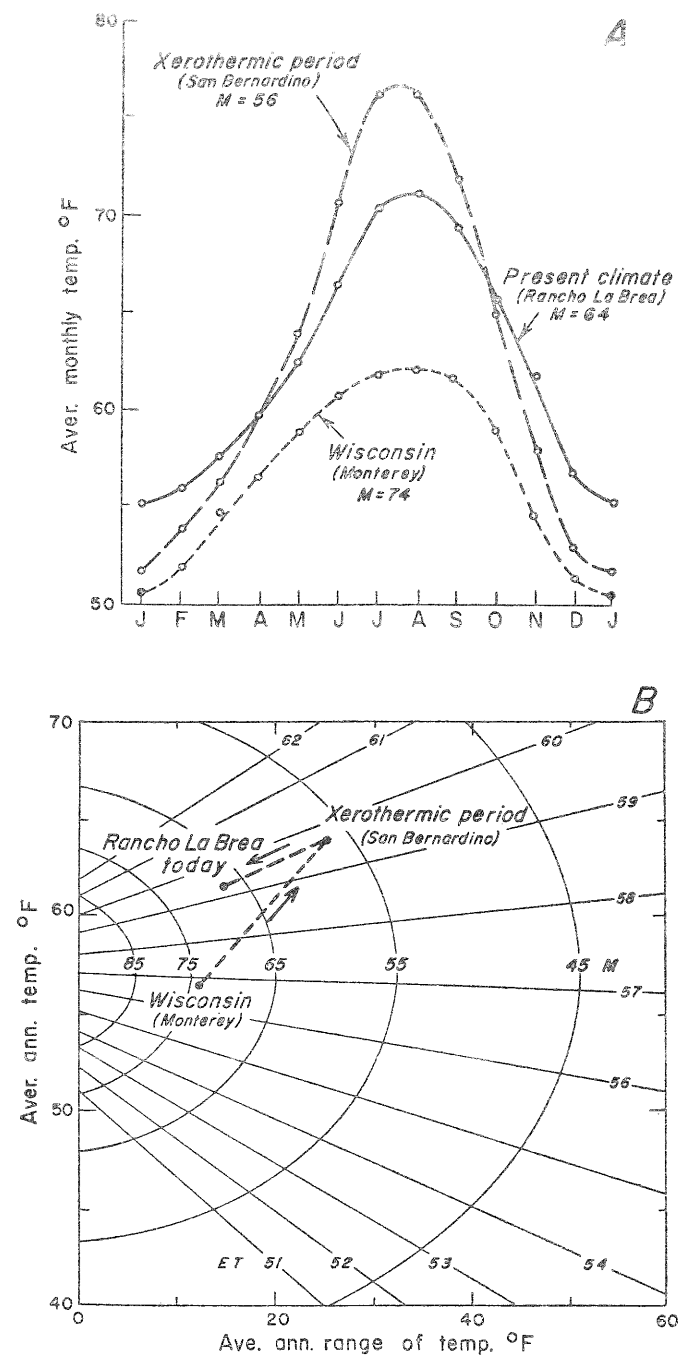 A
80
70
60
50
Aver. monthly temp. °F
Xerothermic period
(San Bernardino)
M = 56
Present climate
(Rancho La Brea)
M = 64
Wisconsin
(Monterey)
M = 74
J F M A M J J A S O N D J
B
70
60
50
40
Aver. ann. temp. °F
62 61 60
59
58
57
56
Xerothermic period
(San Bernardino)
Rancho La Brea
today
85 75 65 55 45 M
Wisconsin
(Monterey)
ET 51 52 53 54
0 20 40 60
Ave. ann. range of temp. °F